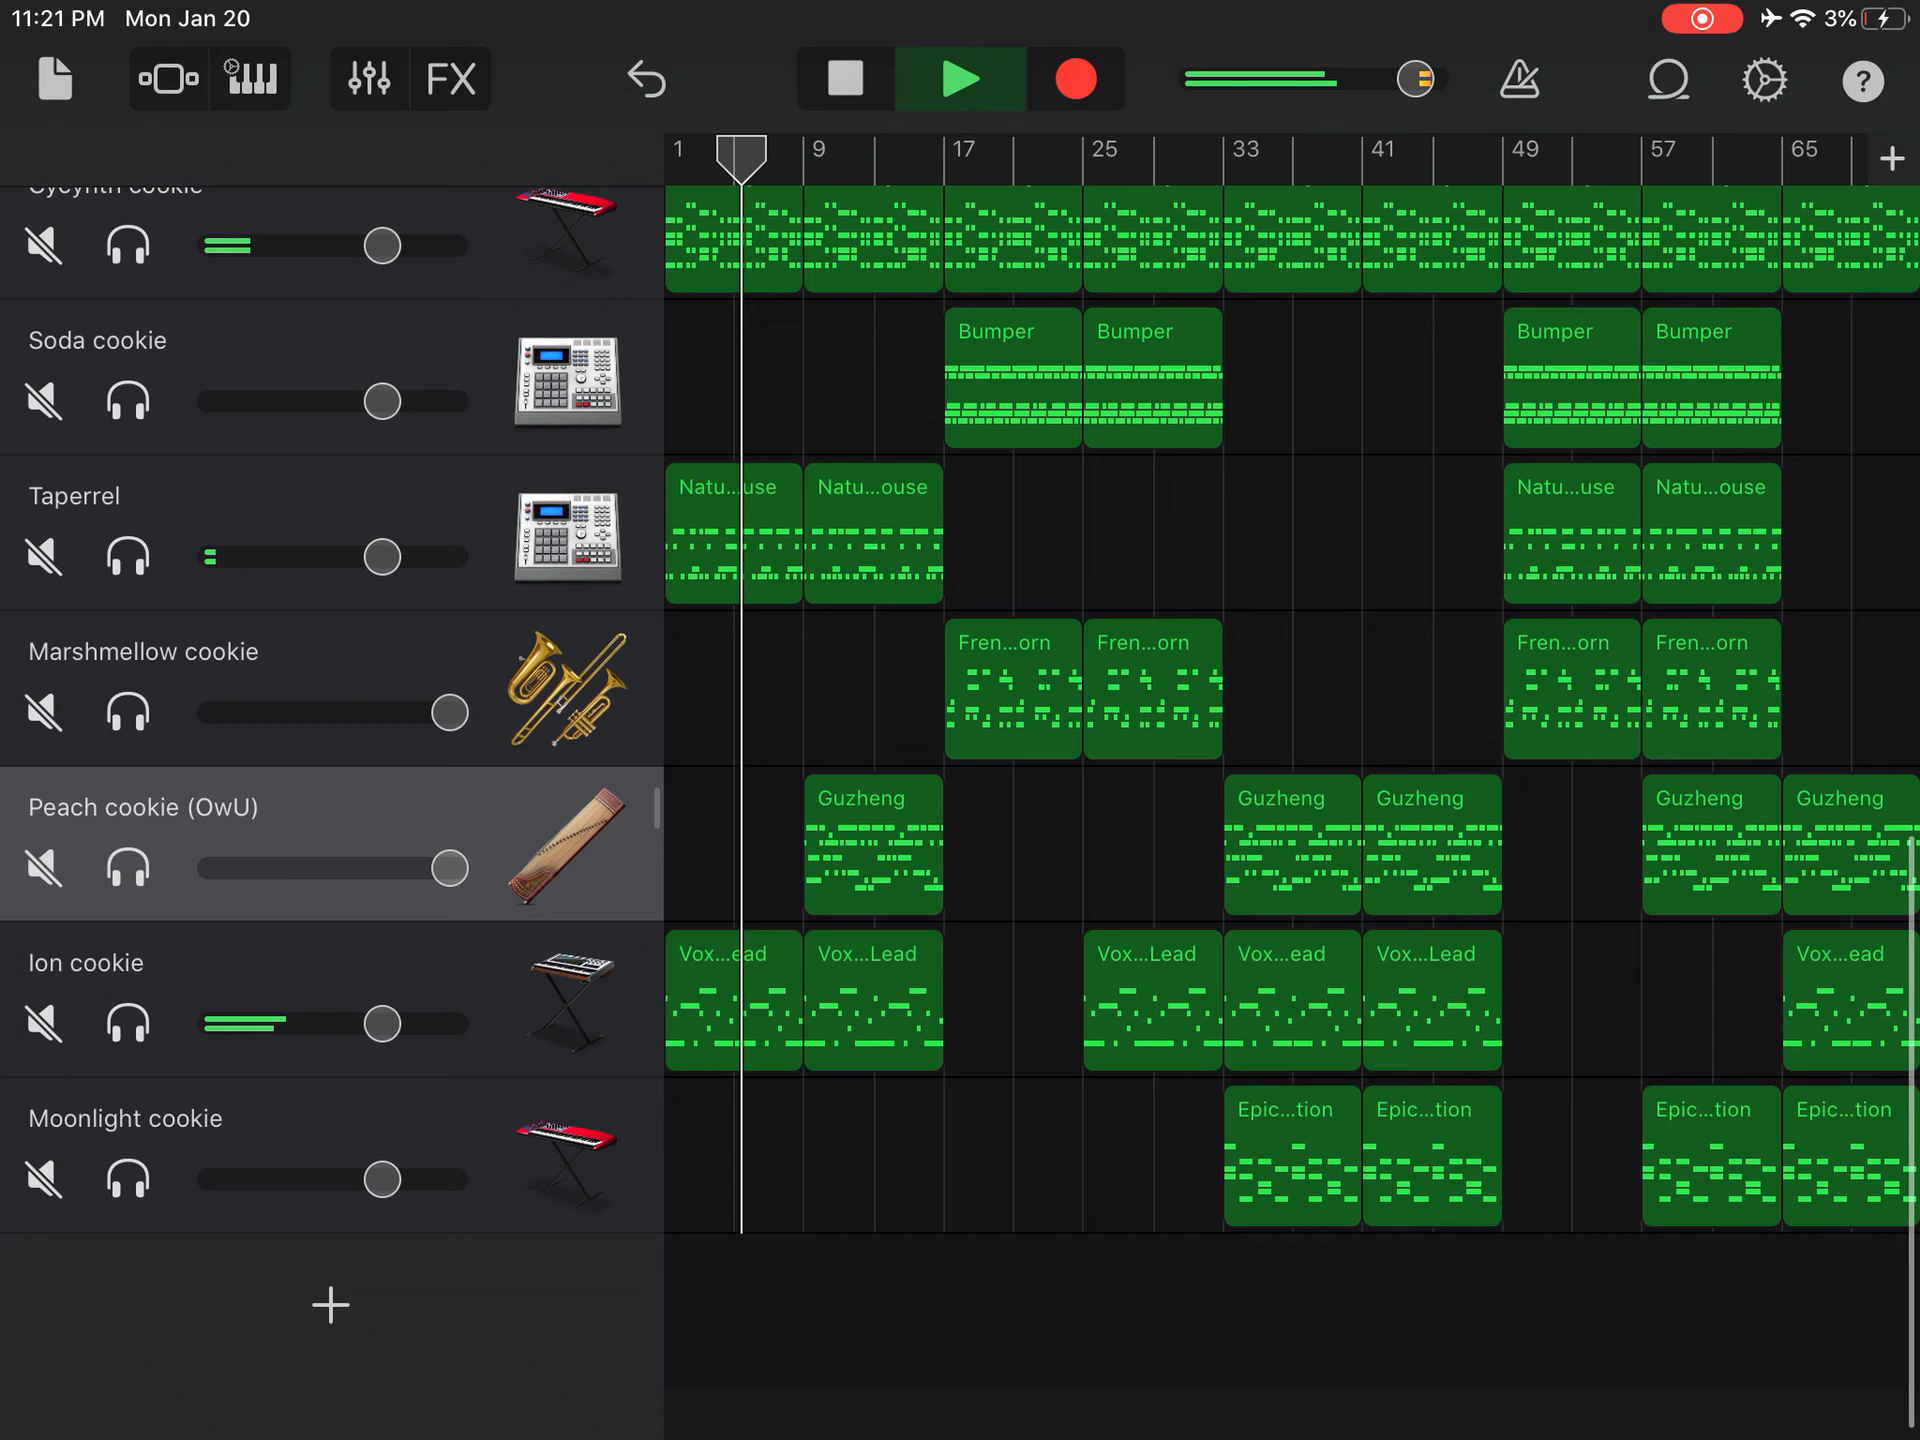 11:21 PM Mon Jan 20 3%
FX ?
1 9 17 25 33 41 49 57 65
Cycynth cookie
Soda cookie
Bumper Bumper Bumper Bumper
Taperrel
Natu...use Natu...ouse Natu...use Natu...ouse
Marshmellow cookie
Fren...orn Fren...orn Fren...orn Fren...orn
Peach cookie (OwU)
Guzheng Guzheng Guzheng Guzheng Guzheng
Ion cookie
Vox...ead Vox...Lead Vox...Lead Vox...ead Vox...Lead Vox...ead
Moonlight cookie
Epic...tion Epic...tion Epic...tion Epic...tion